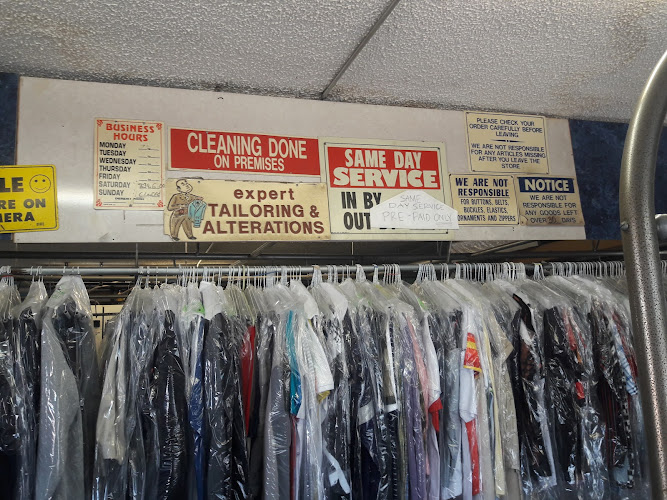 LE
RE ON
MERA
BUSINESS
HOURS
MONDAY
TUESDAY
WEDNESDAY
THURSDAY
FRIDAY
SATURDAY
SUNDAY
CLEANING DONE
ON PREMISES
expert
TAILORING &
ALTERATIONS
SAME DAY
SERVICE
IN BY
OUT
SAME
DAY SERVICE
PRE-PAID ONLY
PLEASE CHECK YOUR
ORDER CAREFULLY BEFORE
LEAVING
WE ARE NOT RESPONSIBLE
FOR ANY ARTICLES MISSING
AFTER YOU LEAVE THE
STORE
WE ARE NOT
RESPONSIBLE
FOR BUTTONS, BELTS,
BUCKLES, ELASTICS,
ORNAMENTS AND ZIPPERS
NOTICE
WE ARE NOT
RESPONSIBLE FOR
ANY GOODS LEFT
OVER 30 DAYS